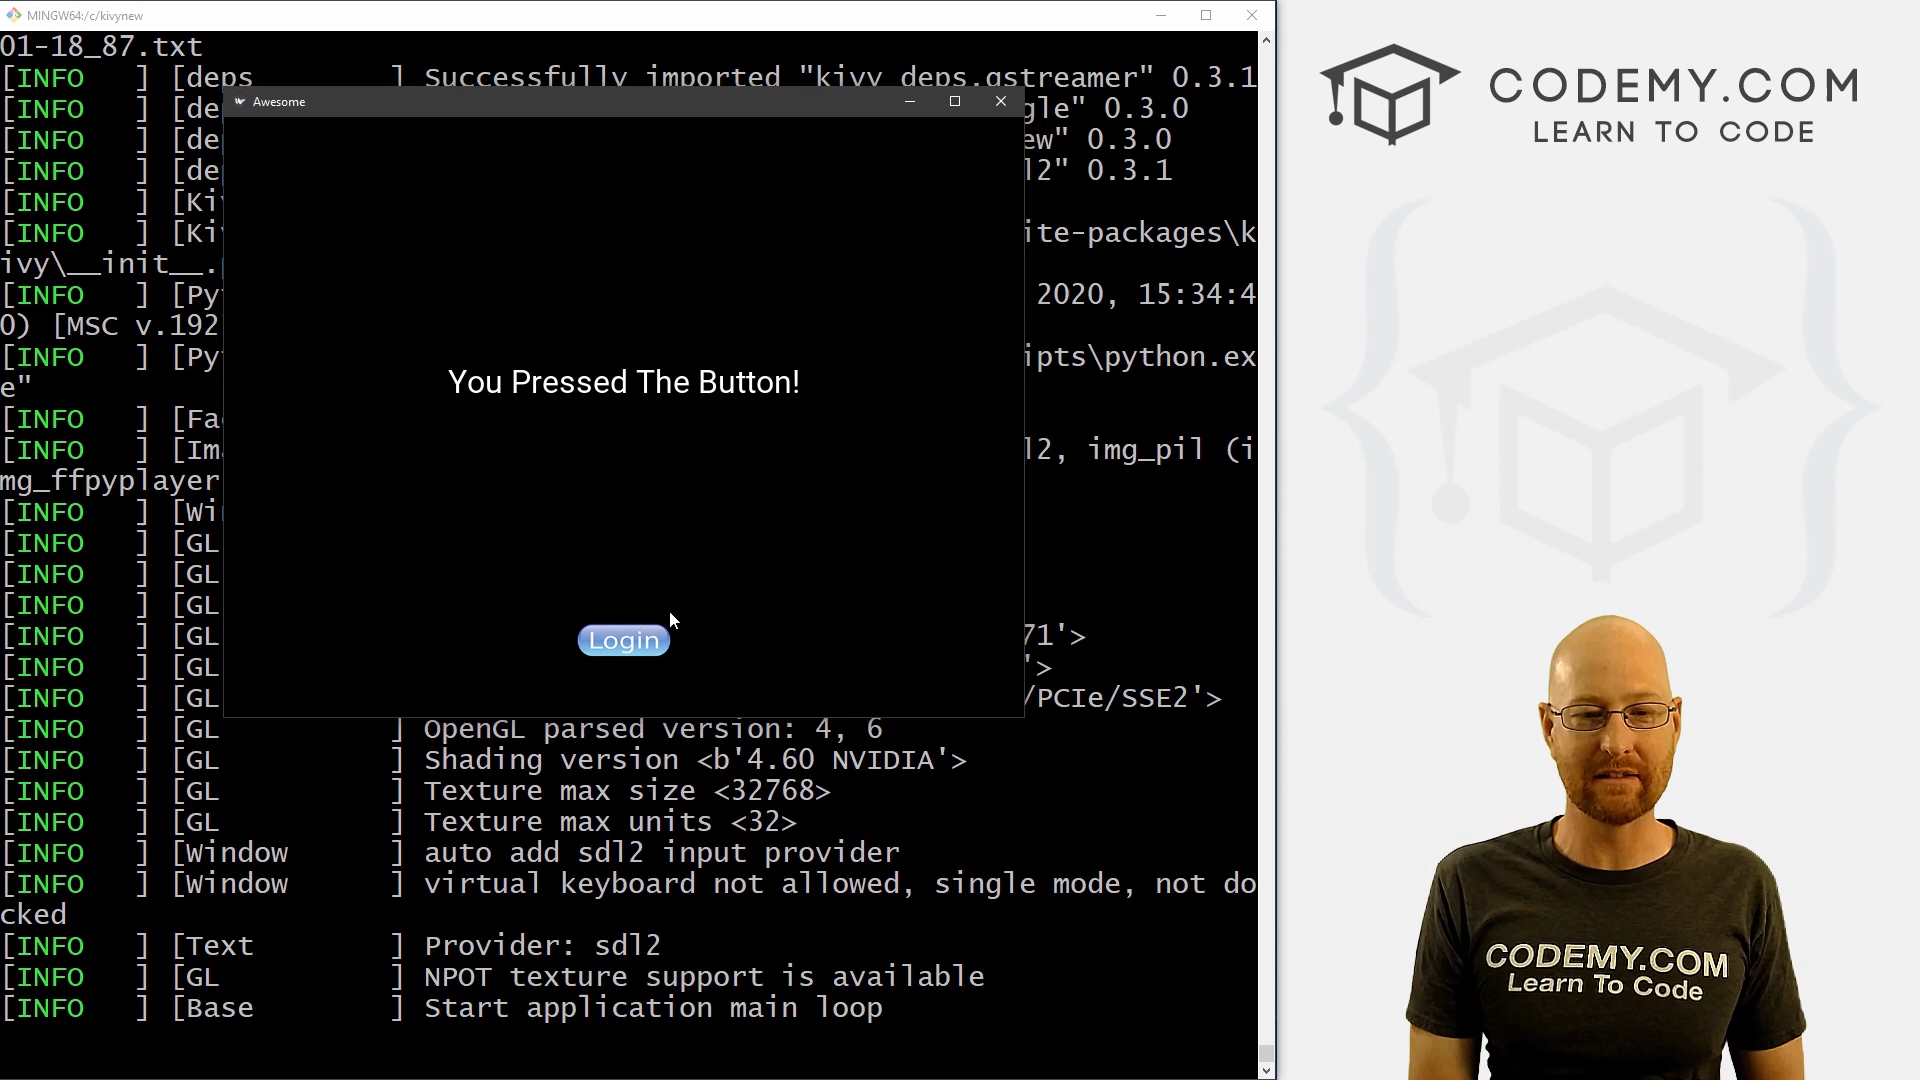 MINGW64:/c/kivynew
01-18_87.txt
[INFO   ] [deps        ] Successfully imported "kivy_deps.gstreamer" 0.3.1
[INFO   ] [de gle" 0.3.0
[INFO   ] [de ew" 0.3.0
[INFO   ] [de l2" 0.3.1
[INFO   ] [Ki
[INFO   ] [Ki ite-packages\k
ivy\__init__.
[INFO   ] [Py 2020, 15:34:4
0) [MSC v.192
[INFO   ] [Py ipts\python.ex
e"
[INFO   ] [Fa
[INFO   ] [Im l2, img_pil (i
mg_ffpyplayer
[INFO   ] [Wi
[INFO   ] [GL
[INFO   ] [GL
[INFO   ] [GL
[INFO   ] [GL 71'>
[INFO   ] [GL '>
[INFO   ] [GL /PCIe/SSE2'>
[INFO   ] [GL          ] OpenGL parsed version: 4, 6
[INFO   ] [GL          ] Shading version <b'4.60 NVIDIA'>
[INFO   ] [GL          ] Texture max size <32768>
[INFO   ] [GL          ] Texture max units <32>
[INFO   ] [Window      ] auto add sdl2 input provider
[INFO   ] [Window      ] virtual keyboard not allowed, single mode, not do
cked
[INFO   ] [Text        ] Provider: sdl2
[INFO   ] [GL          ] NPOT texture support is available
[INFO   ] [Base        ] Start application main loop
Awesome
You Pressed The Button!
Login
CODEMY.COM
LEARN TO CODE
CODEMY.COM
Learn To Code